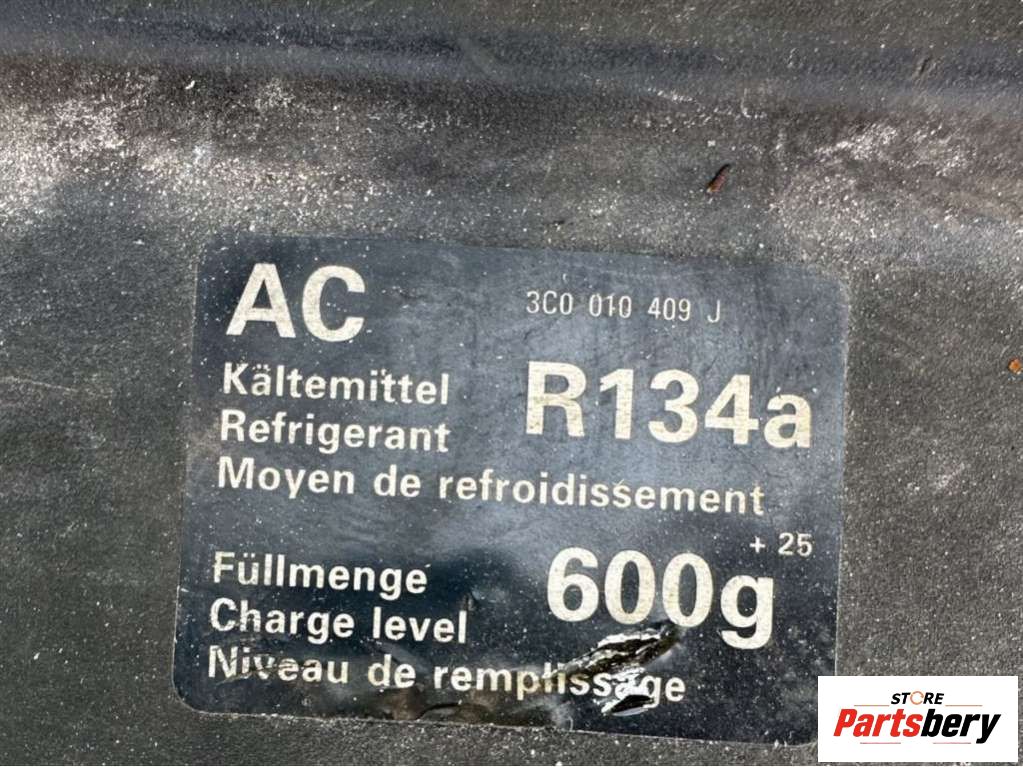 AC 3C0 010 409 J
Kältemittel R134a
Refrigerant
Moyen de refroidissement
+ 25
Füllmenge 600g
Charge level
Niveau de remplissage
STORE
Partsbery